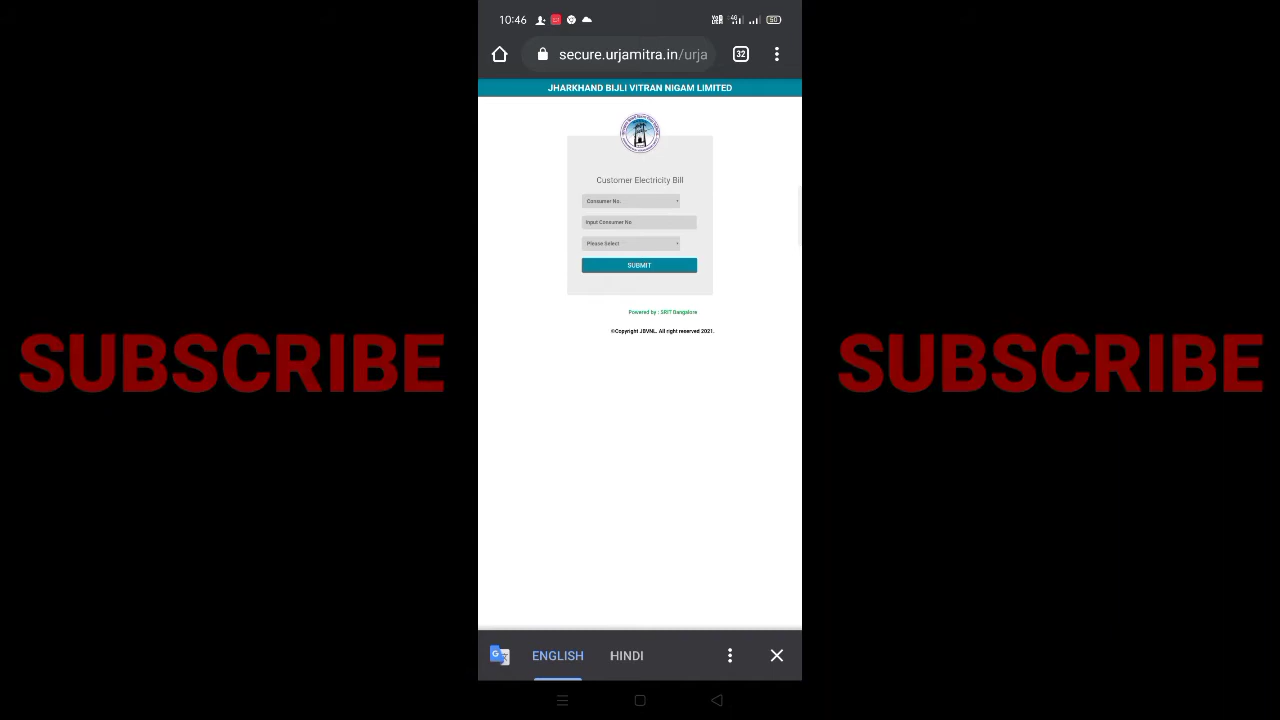 10:46
50
secure.urjamitra.in/urja
32
JHARKHAND BIJLI VITRAN NIGAM LIMITED
Customer Electricity Bill
Consumer No.
Input Consumer No
Please Select
SUBMIT
Powered by : SRIT Bangalore
©Copyright JBVNL. All right reserved 2021.
SUBSCRIBE
SUBSCRIBE
ENGLISH
HINDI